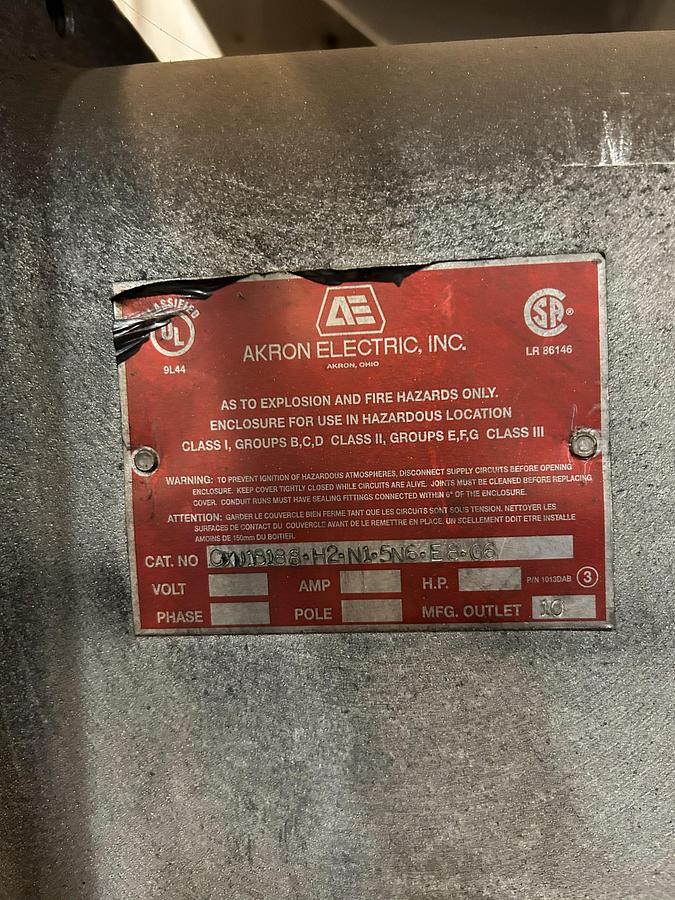 CLASSIFIED
UL
9L44
AE
AKRON ELECTRIC, INC.
AKRON, OHIO
SA®
LR 86146
AS TO EXPLOSION AND FIRE HAZARDS ONLY.
ENCLOSURE FOR USE IN HAZARDOUS LOCATION
CLASS I, GROUPS B,C,D CLASS II, GROUPS E,F,G CLASS III
WARNING: TO PREVENT IGNITION OF HAZARDOUS ATMOSPHERES, DISCONNECT SUPPLY CIRCUITS BEFORE OPENING
ENCLOSURE. KEEP COVER TIGHTLY CLOSED WHILE CIRCUITS ARE ALIVE. JOINTS MUST BE CLEANED BEFORE REPLACING
COVER. CONDUIT RUNS MUST HAVE SEALING FITTINGS CONNECTED WITHIN 6" OF THE ENCLOSURE.
ATTENTION: GARDER LE COUVERCLE BIEN FERME TANT QUE LES CIRCUITS SONT SOUS TENSION. NETTOYER LES
SURFACES DE CONTACT DU COUVERCLE AVANT DE LE REMETTRE EN PLACE. UN SCELLEMENT DOIT ETRE INSTALLE
AMOINS DE 150mm DU BOITIER.
CAT. NO
VOLT AMP H.P. P/N 1013DAB 3
PHASE POLE MFG. OUTLET 10